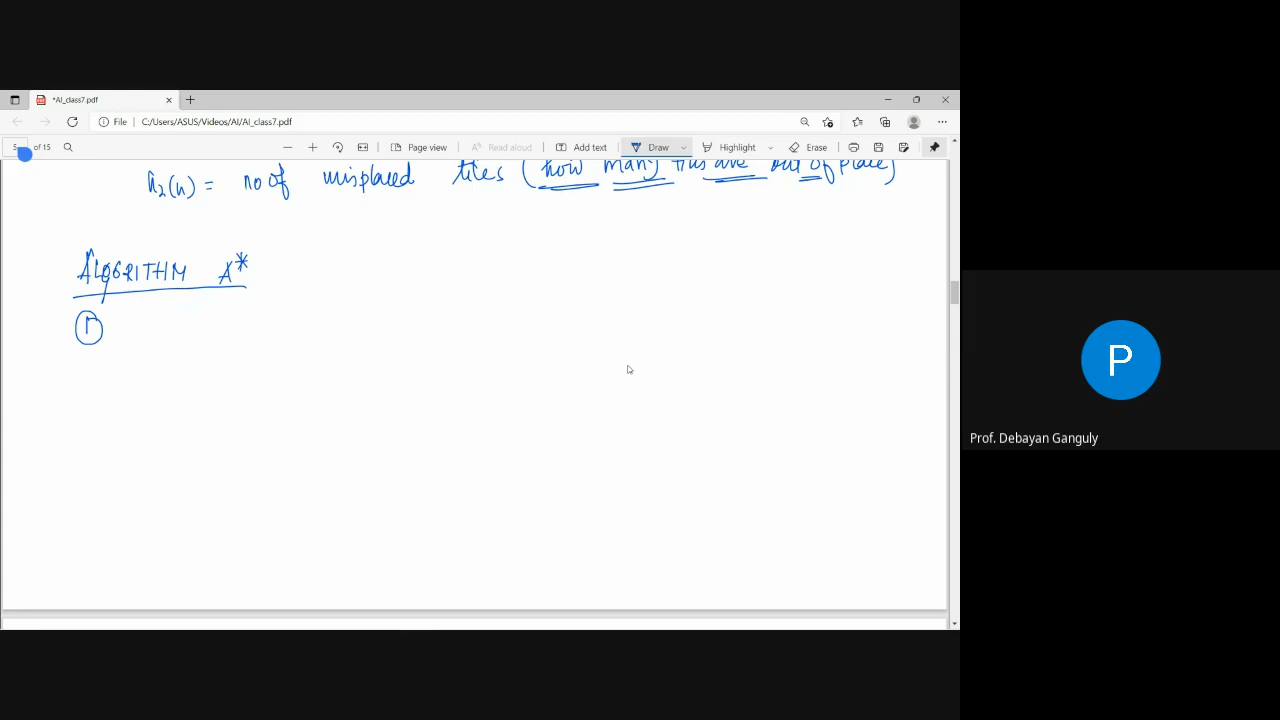 *AI_class7.pdf
File C:/Users/ASUS/Videos/AI/AI_class7.pdf
5 of 15 Page view Read aloud Add text Draw Highlight Erase
h₂(n) = no of misplaced tiles (how many tiles are out of place)
ALGORITHM A*
1
P
Prof. Debayan Ganguly